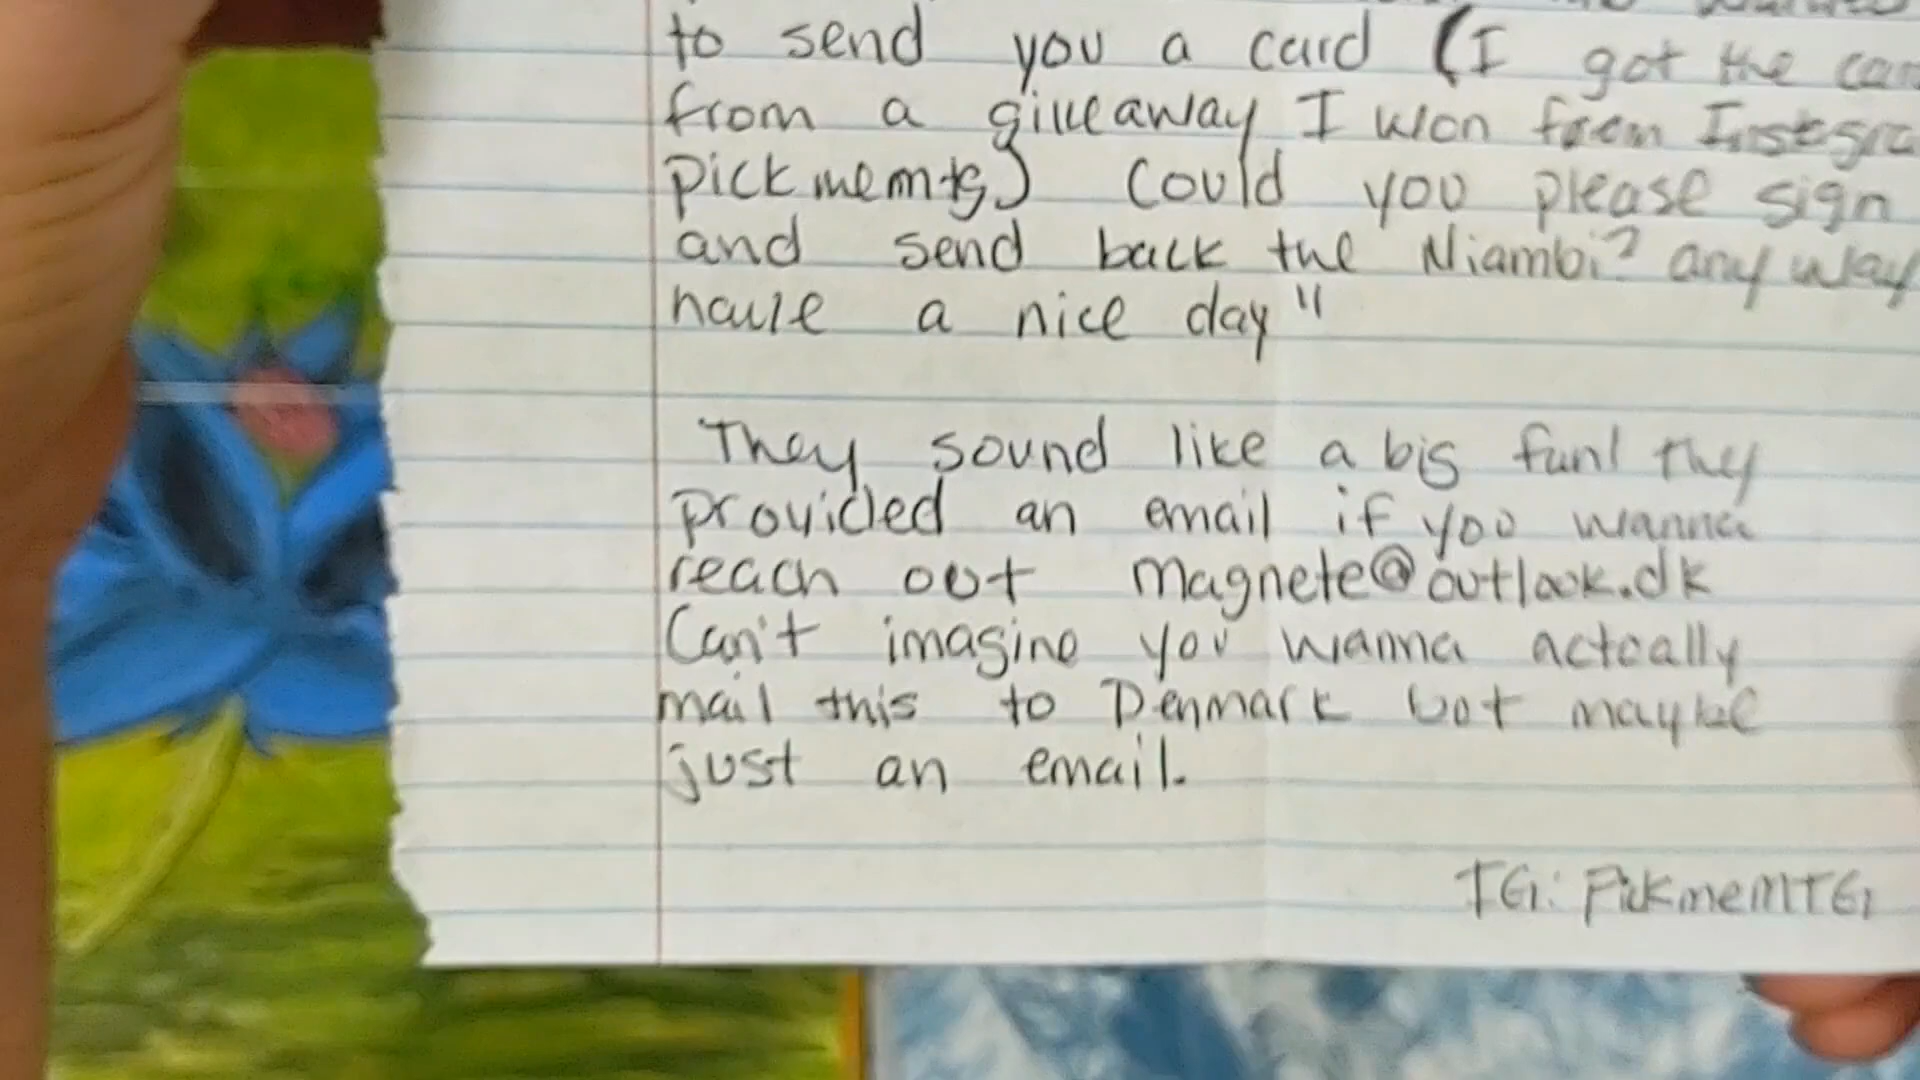 to send you a card (I got the
from a giveaway I won from
pickmemtg) Could you please sign
and send back the Niambi? any way
have a nice day"
They sound like a big fan! they
provided an email if you wanna
reach out magnete@outlook.dk
Can't imagine you wanna actually
mail this to Denmark but maybe
just an email.
IG: PickmeMTG